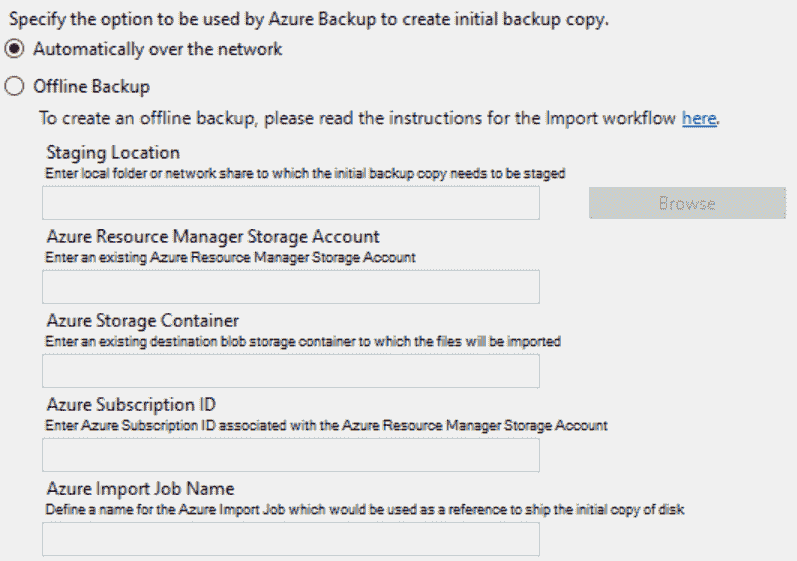 Specify the option to be used by Azure Backup to create initial backup copy.
Automatically over the network
Offline Backup
To create an offline backup, please read the instructions for the Import workflow here.
Staging Location
Enter local folder or network share to which the initial backup copy needs to be staged
Browse
Azure Resource Manager Storage Account
Enter an existing Azure Resource Manager Storage Account
Azure Storage Container
Enter an existing destination blob storage container to which the files will be imported
Azure Subscription ID
Enter Azure Subscription ID associated with the Azure Resource Manager Storage Account
Azure Import Job Name
Define a name for the Azure Import Job which would be used as a reference to ship the initial copy of disk